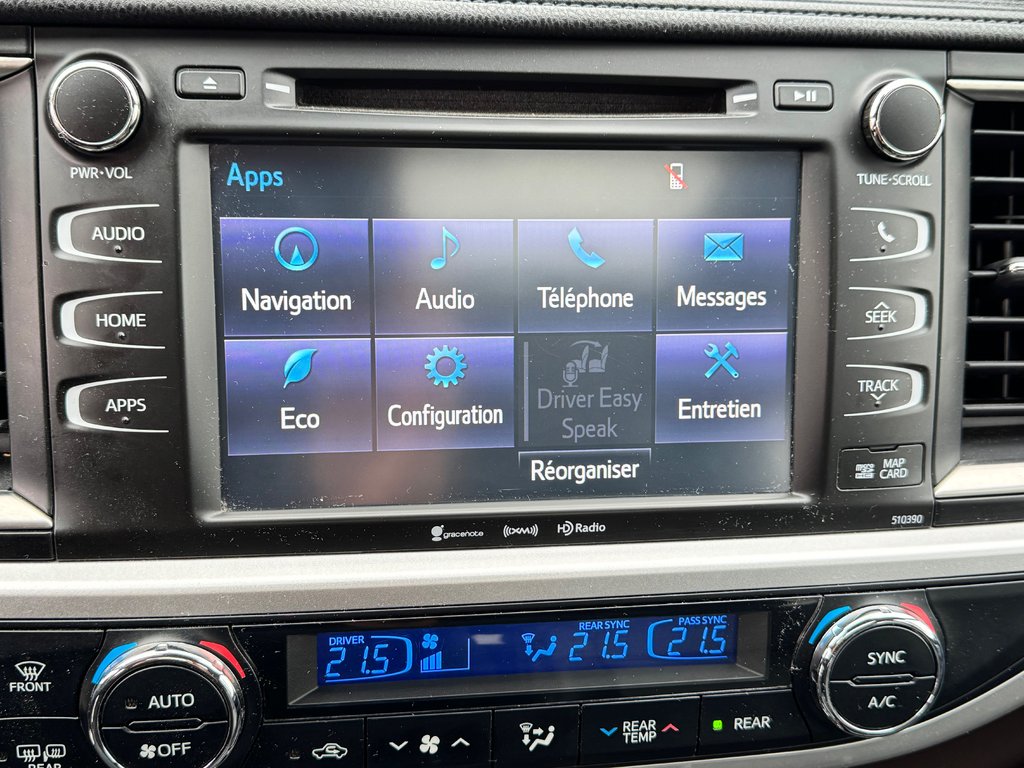 PWR•VOL
TUNE•SCROLL
AUDIO
HOME
APPS
Apps
Navigation
Audio
Téléphone
Messages
Eco
Configuration
Driver Easy
Speak
Entretien
Réorganiser
SEEK
TRACK
MAP
CARD
510390
gracenote
((XM))
HD Radio
DRIVER
21.5
REAR SYNC
21.5
PASS SYNC
21.5
FRONT
REAR
AUTO
OFF
REAR
TEMP
REAR
SYNC
A/C